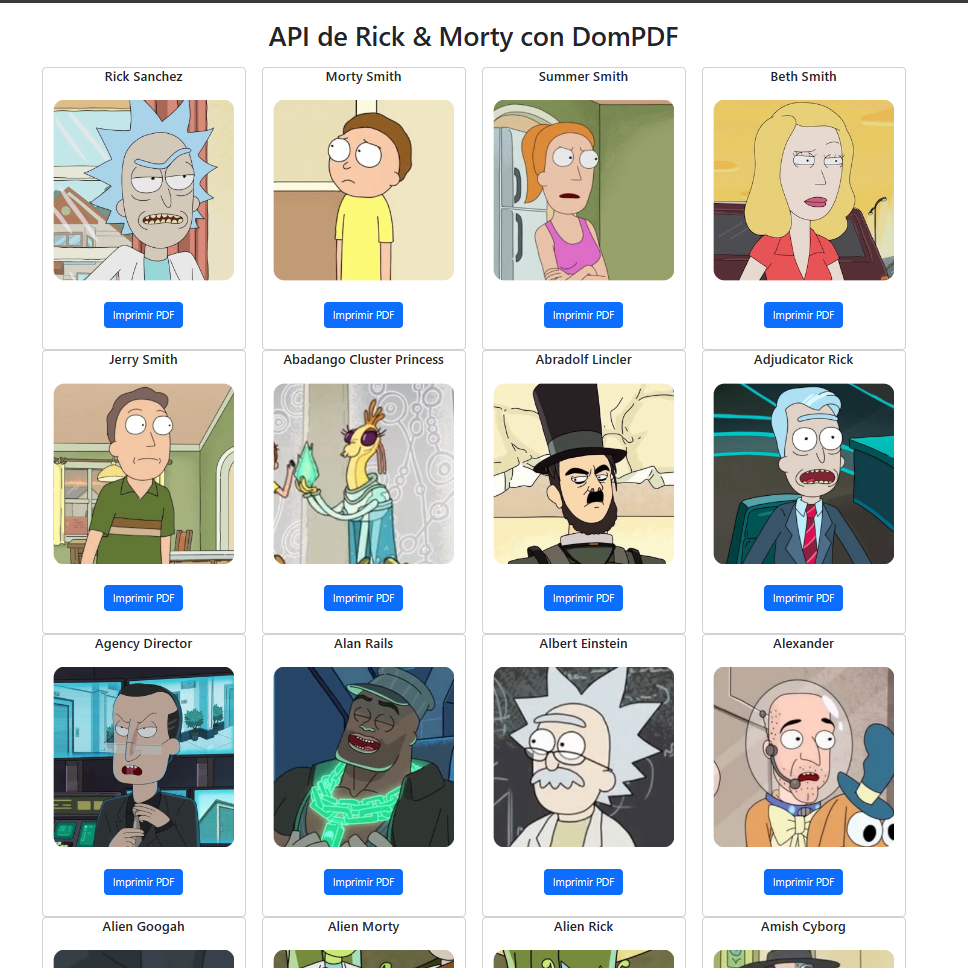 API de Rick & Morty con DomPDF
Rick Sanchez
Morty Smith
Summer Smith
Beth Smith
Imprimir PDF
Imprimir PDF
Imprimir PDF
Imprimir PDF
Jerry Smith
Abadango Cluster Princess
Abradolf Lincler
Adjudicator Rick
Imprimir PDF
Imprimir PDF
Imprimir PDF
Imprimir PDF
Agency Director
Alan Rails
Albert Einstein
Alexander
Imprimir PDF
Imprimir PDF
Imprimir PDF
Imprimir PDF
Alien Googah
Alien Morty
Alien Rick
Amish Cyborg